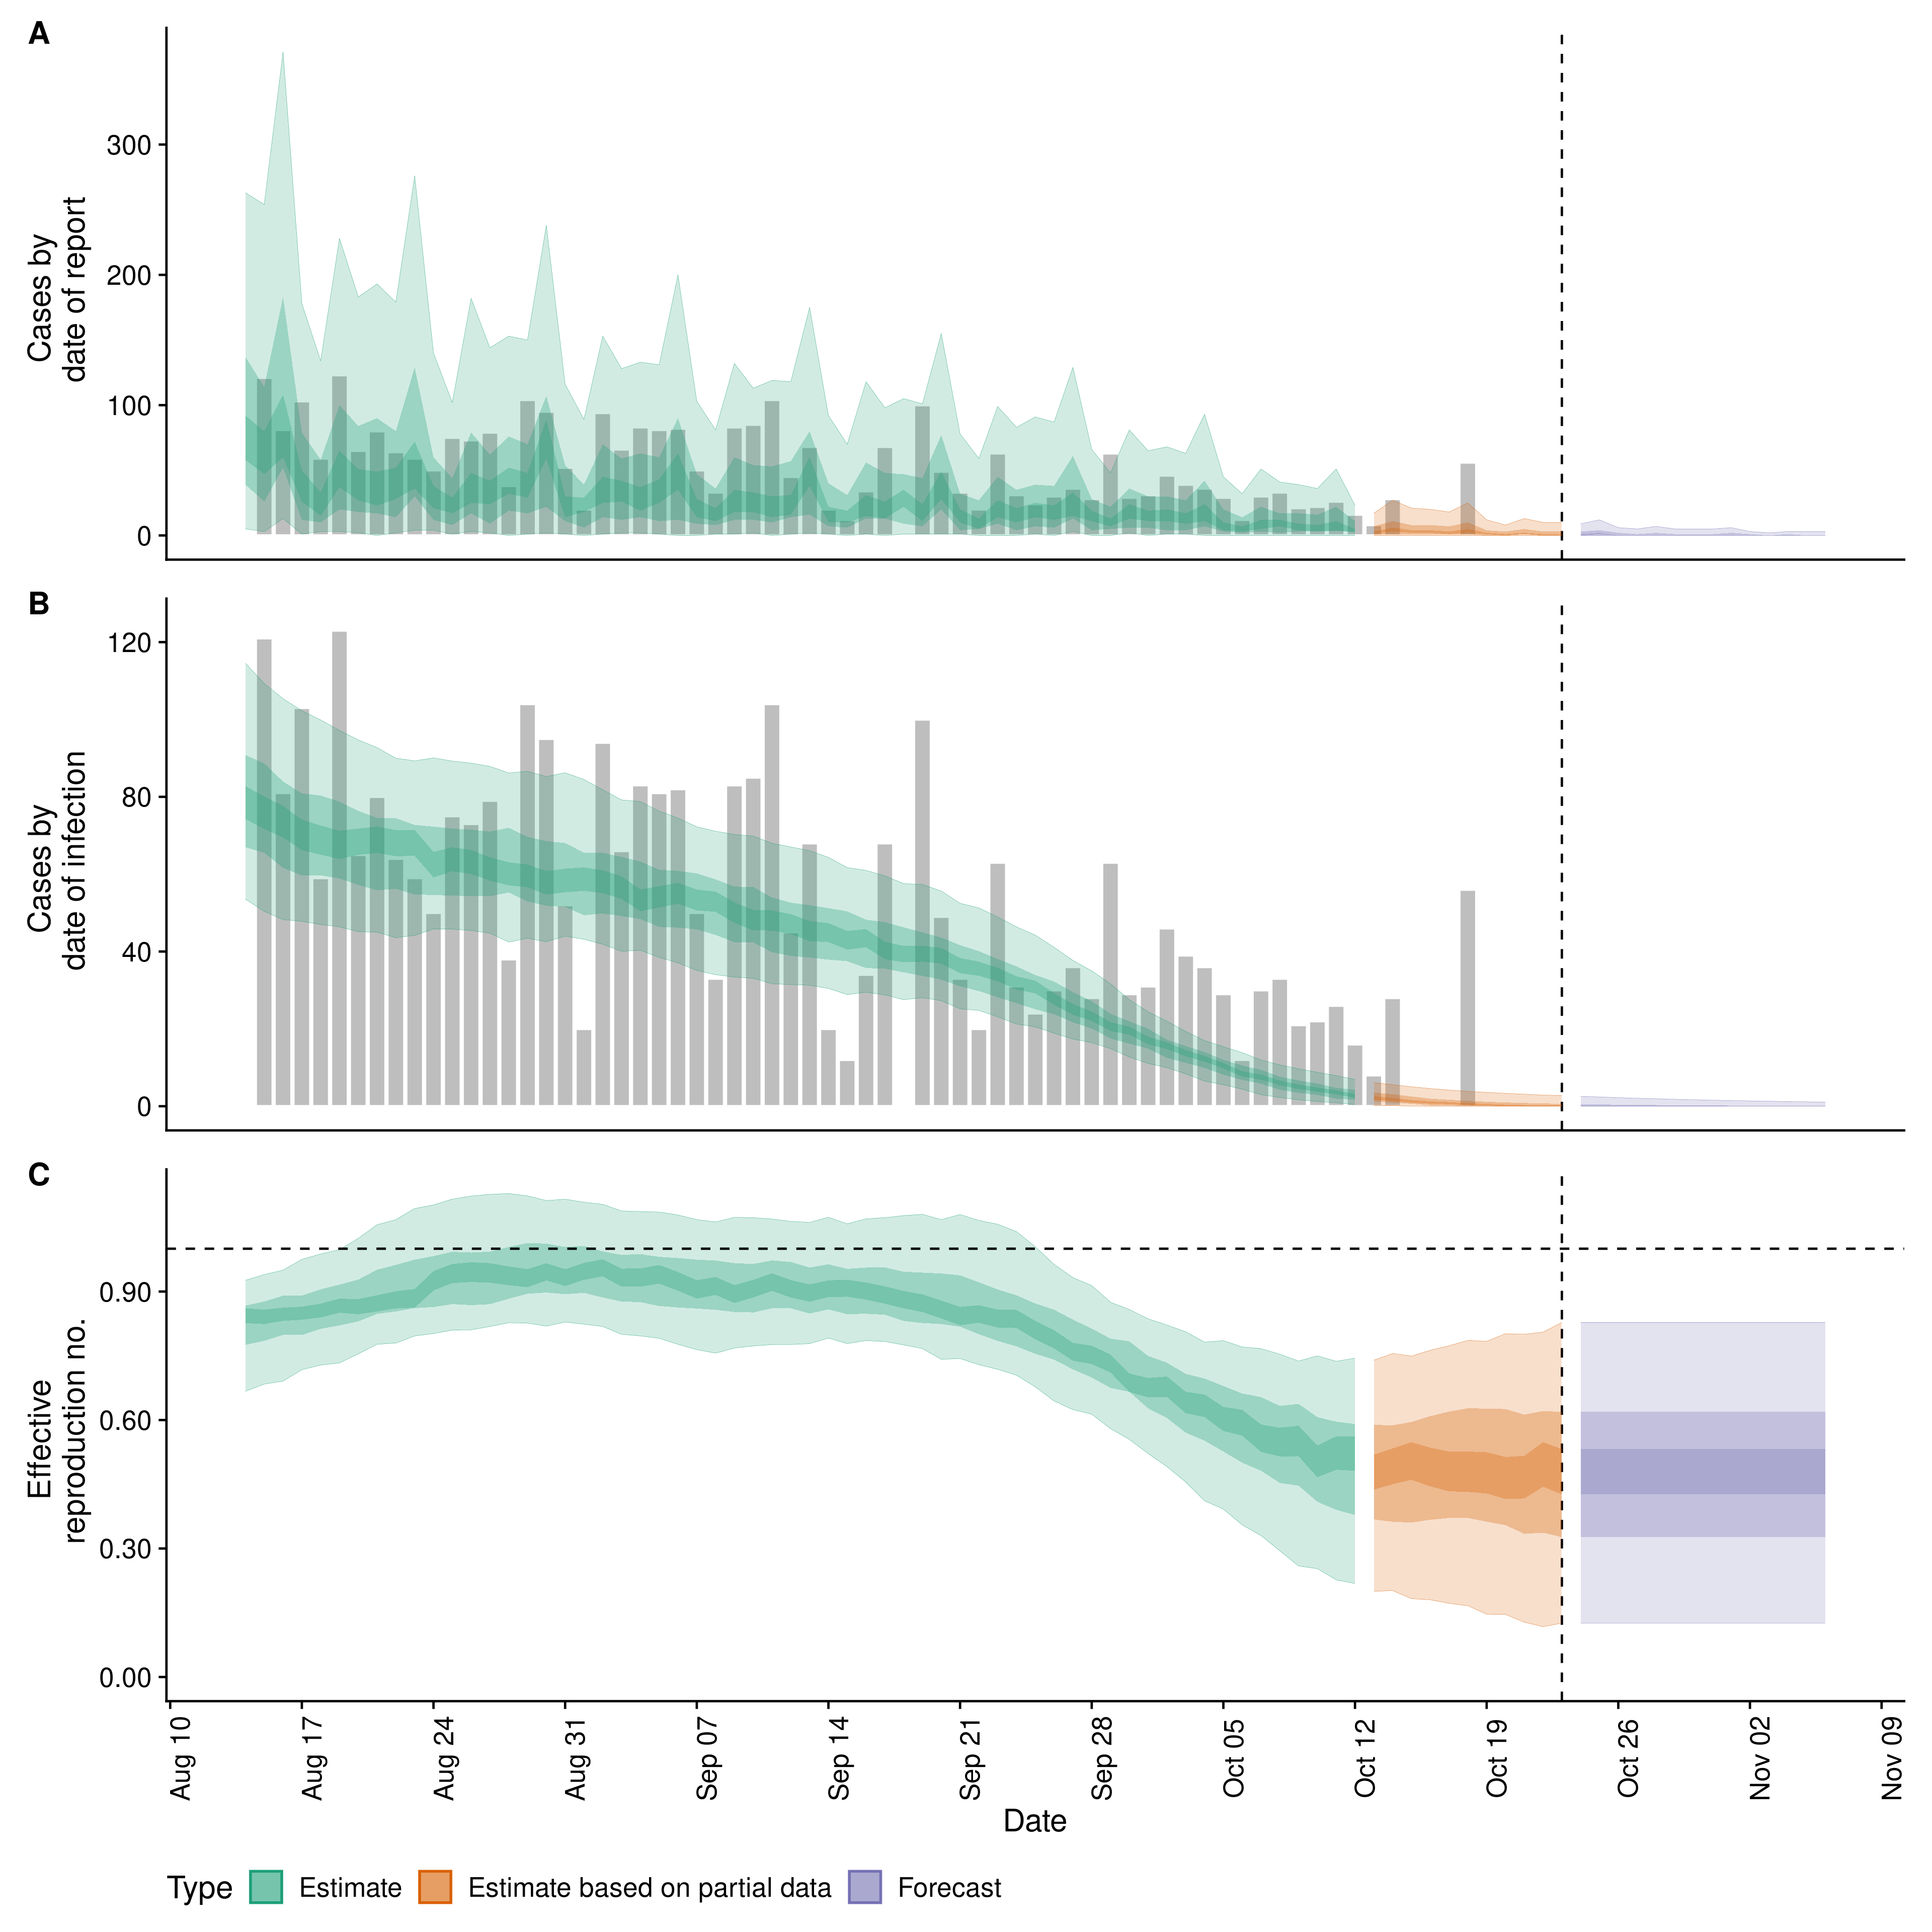 A
Cases by
date of report
300
200
100
0
B
Cases by
date of infection
120
80
40
0
C
Effective
reproduction no.
0.90
0.60
0.30
0.00
Aug 10
Aug 17
Aug 24
Aug 31
Sep 07
Sep 14
Sep 21
Sep 28
Oct 05
Oct 12
Oct 19
Oct 26
Nov 02
Nov 09
Date
Type Estimate Estimate based on partial data Forecast